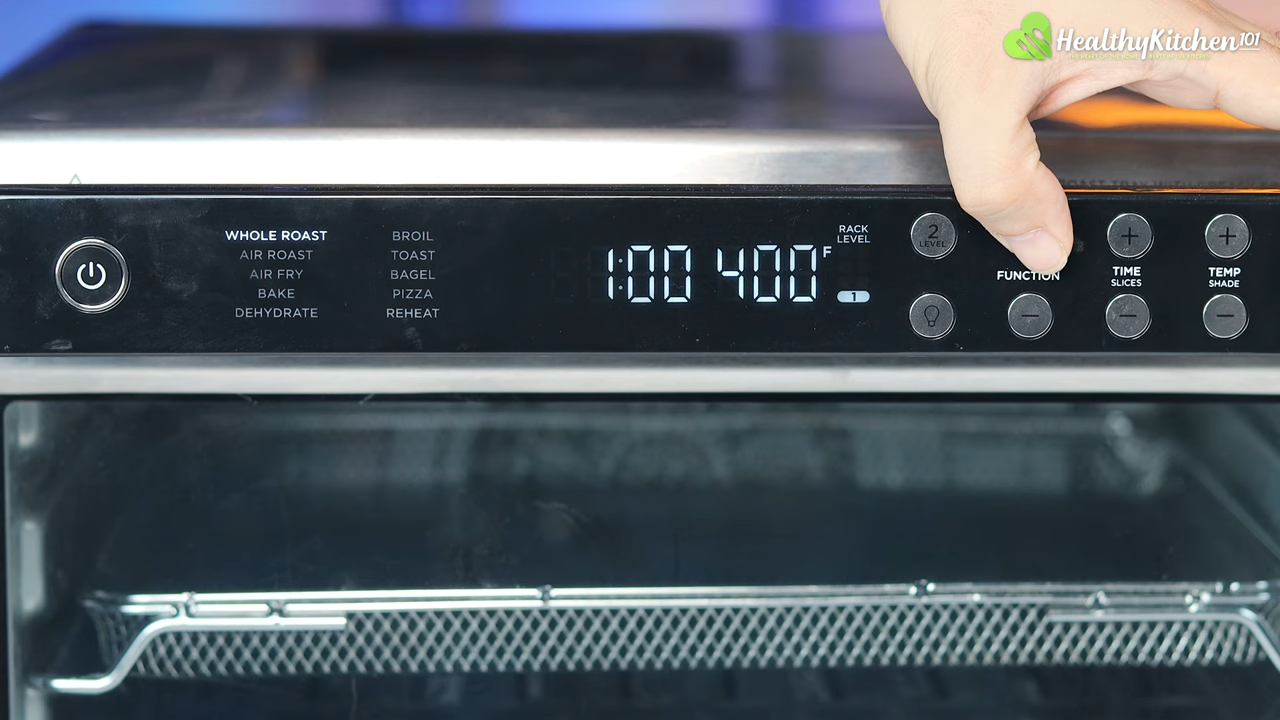 HealthyKitchen101
WHOLE ROAST
AIR ROAST
AIR FRY
BAKE
DEHYDRATE
BROIL
TOAST
BAGEL
PIZZA
REHEAT
1:00 400F
RACK
LEVEL
1
2
LEVEL
FUNCTION
TIME
SLICES
TEMP
SHADE
+
+
−
−
−